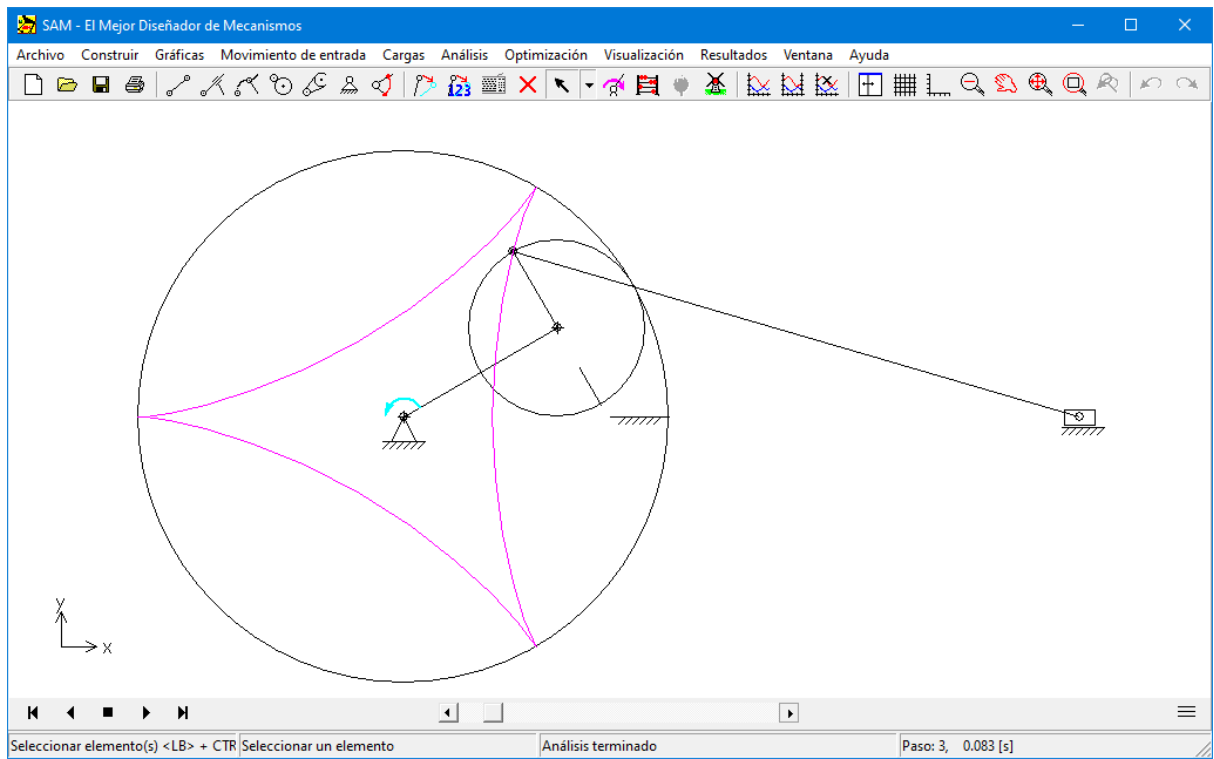 SAM - El Mejor Diseñador de Mecanismos
Archivo Construir Gráficas Movimiento de entrada Cargas Análisis Optimización Visualización Resultados Ventana Ayuda
123
y
x
Seleccionar elemento(s) <LB> + CTR Seleccionar un elemento Análisis terminado Paso: 3, 0.083 [s]